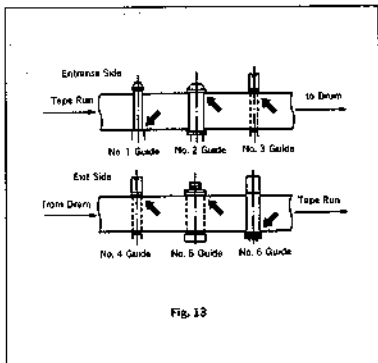 Entrance Side
Tape Run
to Drum
No. 1 Guide No. 2 Guide No. 3 Guide
Exit Side
from Drum
Tape Run
No. 4 Guide No. 5 Guide No. 6 Guide
Fig. 13